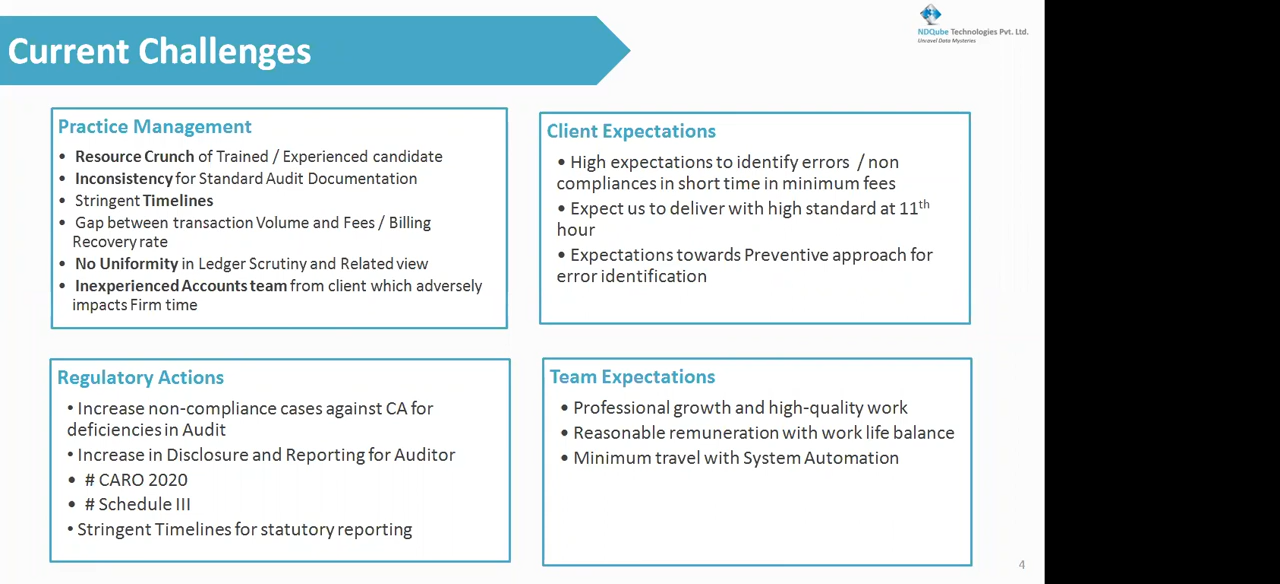 Current Challenges
NDQube Technologies Pvt. Ltd.
Unravel Data Mysteries
Practice Management
• Resource Crunch of Trained / Experienced candidate
• Inconsistency for Standard Audit Documentation
• Stringent Timelines
• Gap between transaction Volume and Fees / Billing
Recovery rate
• No Uniformity in Ledger Scrutiny and Related view
• Inexperienced Accounts team from client which adversely
impacts Firm time
Client Expectations
• High expectations to identify errors / non
compliances in short time in minimum fees
• Expect us to deliver with high standard at 11th
hour
• Expectations towards Preventive approach for
error identification
Regulatory Actions
• Increase non-compliance cases against CA for
deficiencies in Audit
• Increase in Disclosure and Reporting for Auditor
• # CARO 2020
• # Schedule III
• Stringent Timelines for statutory reporting
Team Expectations
• Professional growth and high-quality work
• Reasonable remuneration with work life balance
• Minimum travel with System Automation
4